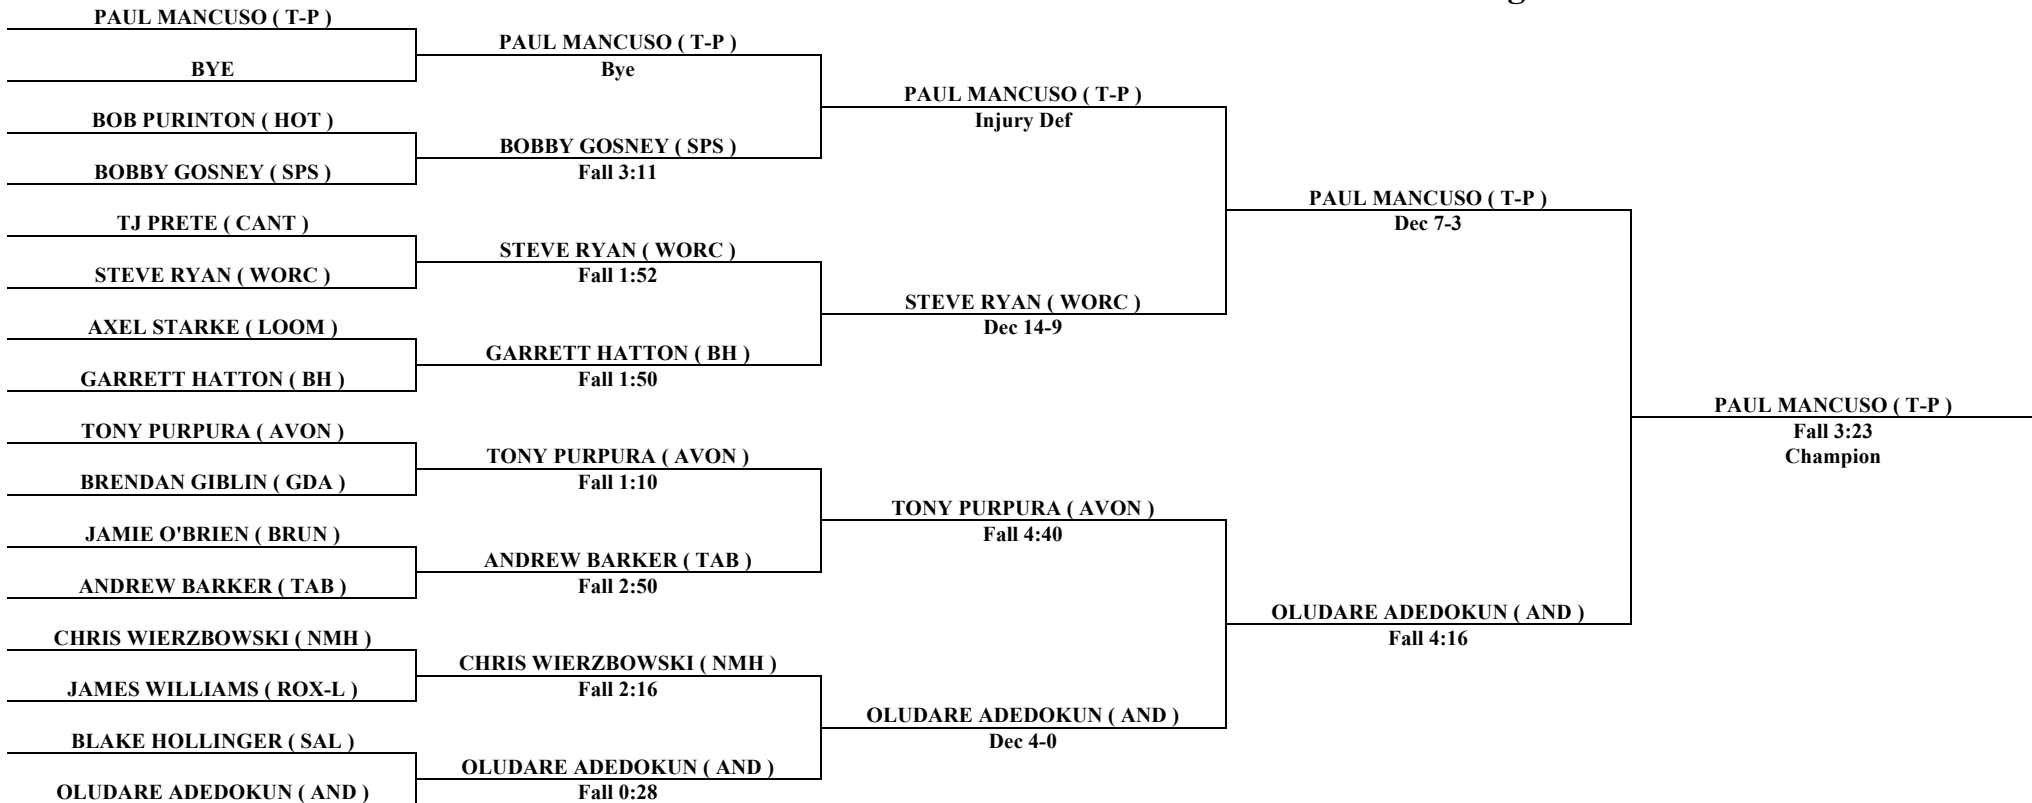 PAUL MANCUSO ( T-P )
BYE
BOB PURINTON ( HOT )
BOBBY GOSNEY ( SPS )
TJ PRETE ( CANT )
STEVE RYAN ( WORC )
AXEL STARKE ( LOOM )
GARRETT HATTON ( BH )
TONY PURPURA ( AVON )
BRENDAN GIBLIN ( GDA )
JAMIE O'BRIEN ( BRUN )
ANDREW BARKER ( TAB )
CHRIS WIERZBOWSKI ( NMH )
JAMES WILLIAMS ( ROX-L )
BLAKE HOLLINGER ( SAL )
OLUDARE ADEDOKUN ( AND )
PAUL MANCUSO ( T-P )
Bye
BOBBY GOSNEY ( SPS )
Fall 3:11
STEVE RYAN ( WORC )
Fall 1:52
GARRETT HATTON ( BH )
Fall 1:50
TONY PURPURA ( AVON )
Fall 1:10
ANDREW BARKER ( TAB )
Fall 2:50
CHRIS WIERZBOWSKI ( NMH )
Fall 2:16
OLUDARE ADEDOKUN ( AND )
Fall 0:28
PAUL MANCUSO ( T-P )
Injury Def
STEVE RYAN ( WORC )
Dec 14-9
TONY PURPURA ( AVON )
Fall 4:40
OLUDARE ADEDOKUN ( AND )
Dec 4-0
PAUL MANCUSO ( T-P )
Dec 7-3
OLUDARE ADEDOKUN ( AND )
Fall 4:16
PAUL MANCUSO ( T-P )
Fall 3:23
Champion